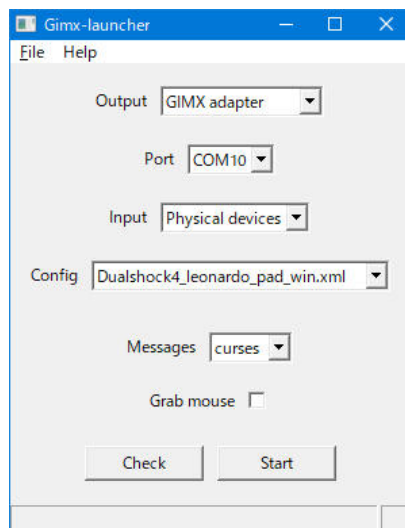 Gimx-launcher
File Help
Output GIMX adapter
Port COM10
Input Physical devices
Config Dualshock4_leonardo_pad_win.xml
Messages curses
Grab mouse
Check Start